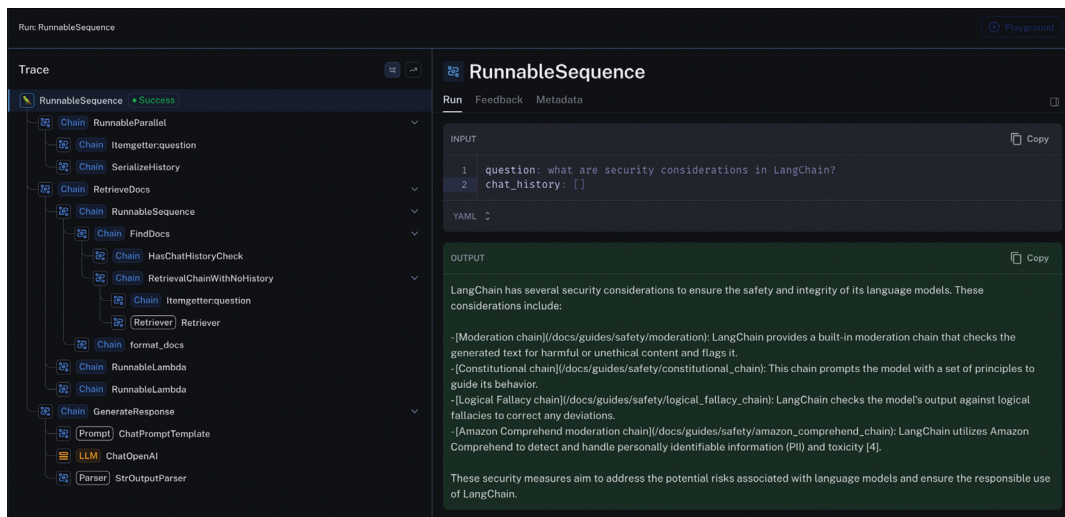 Run: RunnableSequence
Playground
Trace
RunnableSequence Success
Chain RunnableParallel
Chain Itemgetter:question
Chain SerializeHistory
Chain RetrieveDocs
Chain RunnableSequence
Chain FindDocs
Chain HasChatHistoryCheck
Chain RetrievalChainWithNoHistory
Chain Itemgetter:question
Retriever Retriever
Chain format_docs
Chain RunnableLambda
Chain RunnableLambda
Chain GenerateResponse
Prompt ChatPromptTemplate
LLM ChatOpenAI
Parser StrOutputParser
RunnableSequence
Run Feedback Metadata
INPUT Copy
1 question: what are security considerations in LangChain?
2 chat_history: []
YAML
OUTPUT Copy
LangChain has several security considerations to ensure the safety and integrity of its language models. These
considerations include:
- [Moderation chain](/docs/guides/safety/moderation): LangChain provides a built-in moderation chain that checks the
generated text for harmful or unethical content and flags it.
- [Constitutional chain](/docs/guides/safety/constitutional_chain): This chain prompts the model with a set of principles to
guide its behavior.
- [Logical Fallacy chain](/docs/guides/safety/logical_fallacy_chain): LangChain checks the model's output against logical
fallacies to correct any deviations.
- [Amazon Comprehend moderation chain](/docs/guides/safety/amazon_comprehend_chain): LangChain utilizes Amazon
Comprehend to detect and handle personally identifiable information (PII) and toxicity [4].
These security measures aim to address the potential risks associated with language models and ensure the responsible use
of LangChain.